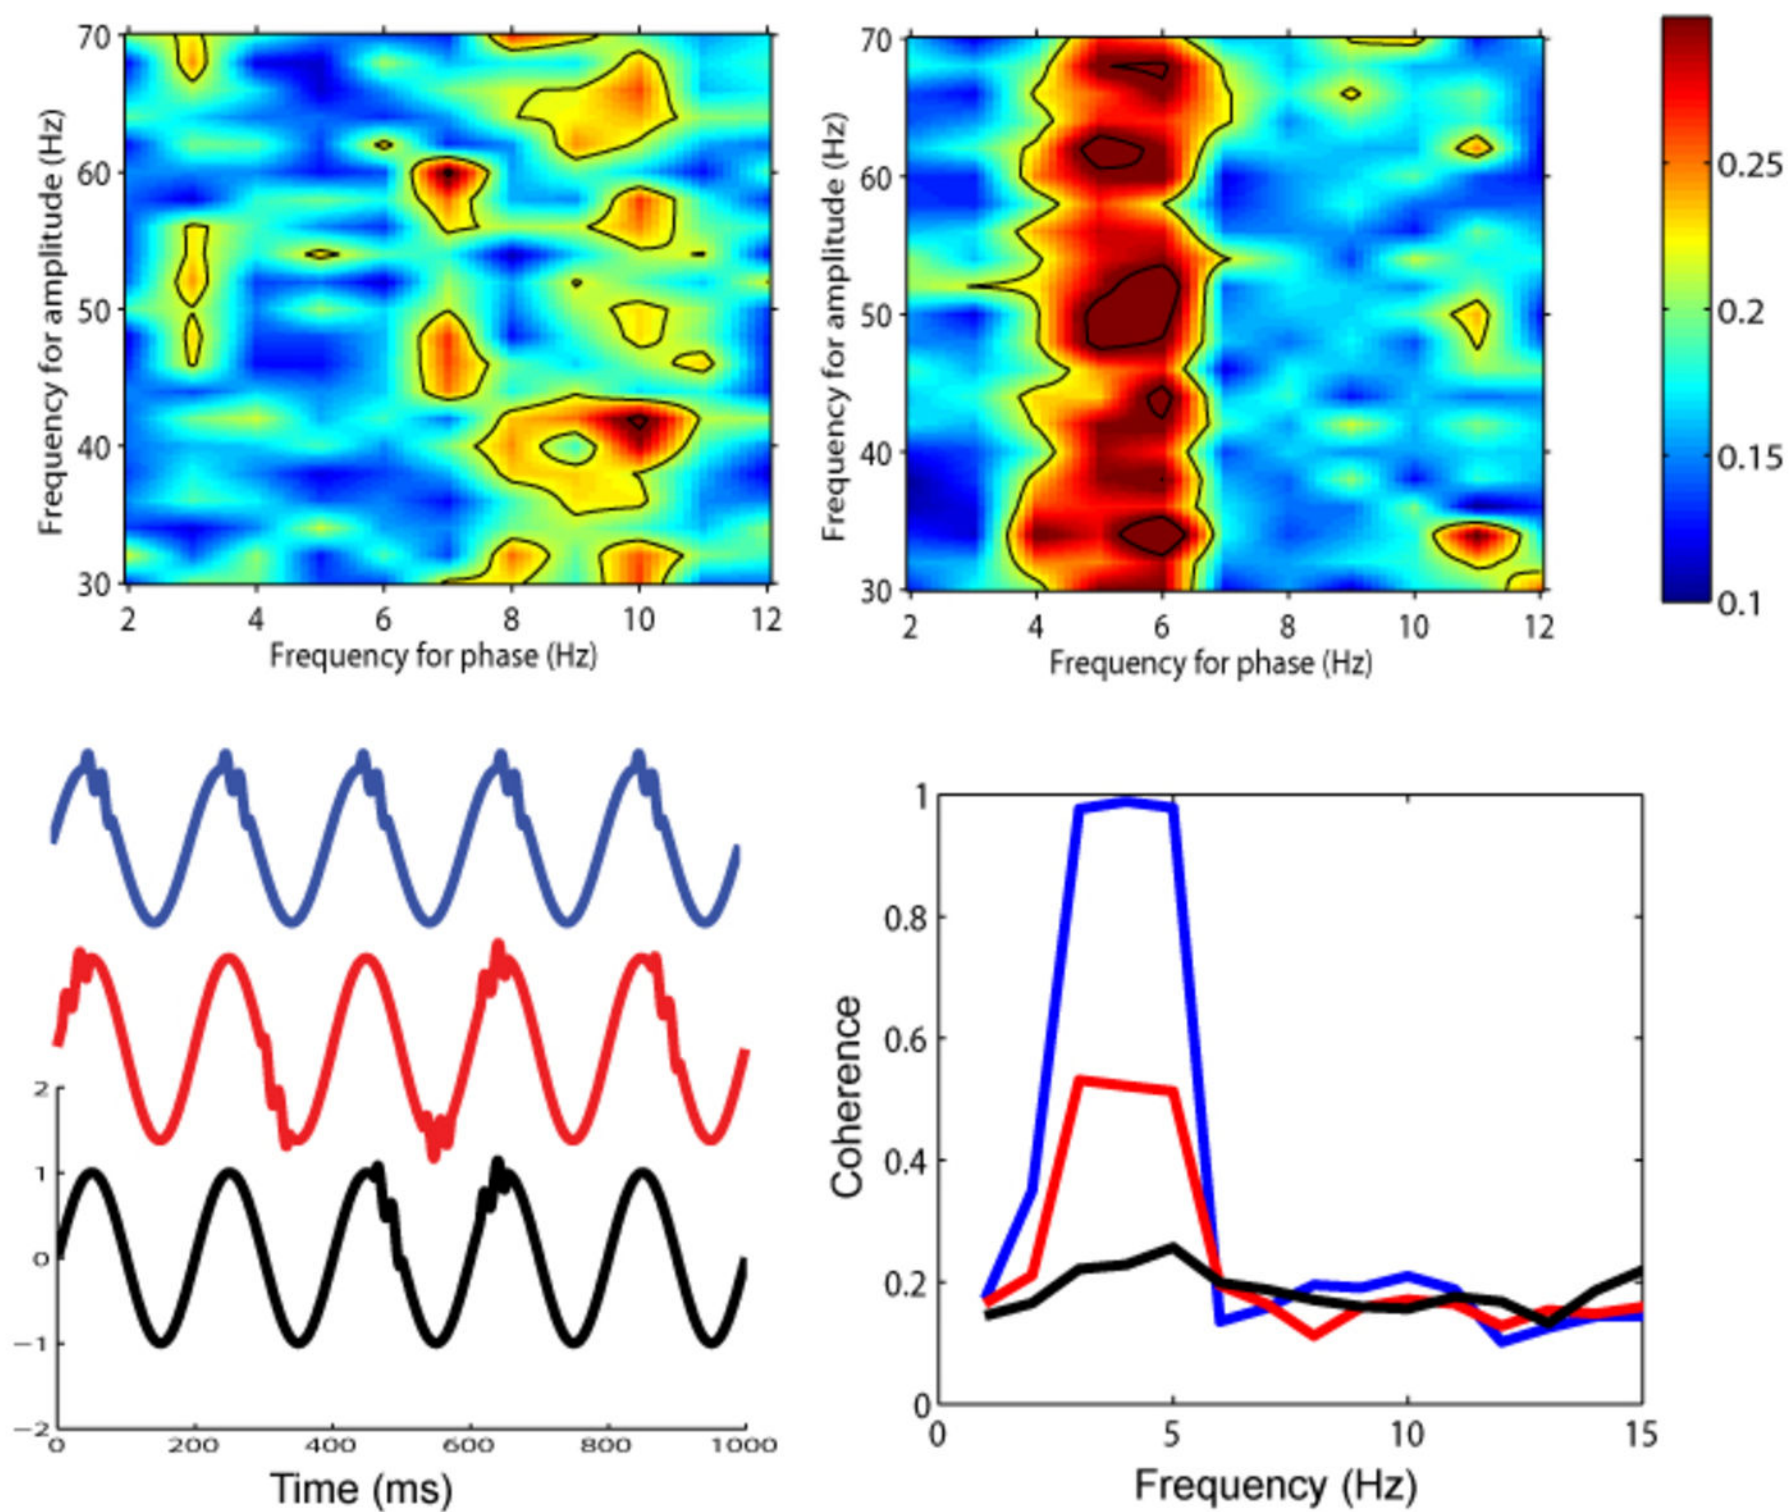 70
60
50
40
30
Frequency for amplitude (Hz)
2 4 6 8 10 12
Frequency for phase (Hz)
70
60
50
40
30
Frequency for amplitude (Hz)
2 4 6 8 10 12
Frequency for phase (Hz)
0.25
0.2
0.15
0.1
2
1
0
−1
−2
0 200 400 600 800 1000
Time (ms)
1
0.8
0.6
0.4
0.2
0
Coherence
0 5 10 15
Frequency (Hz)